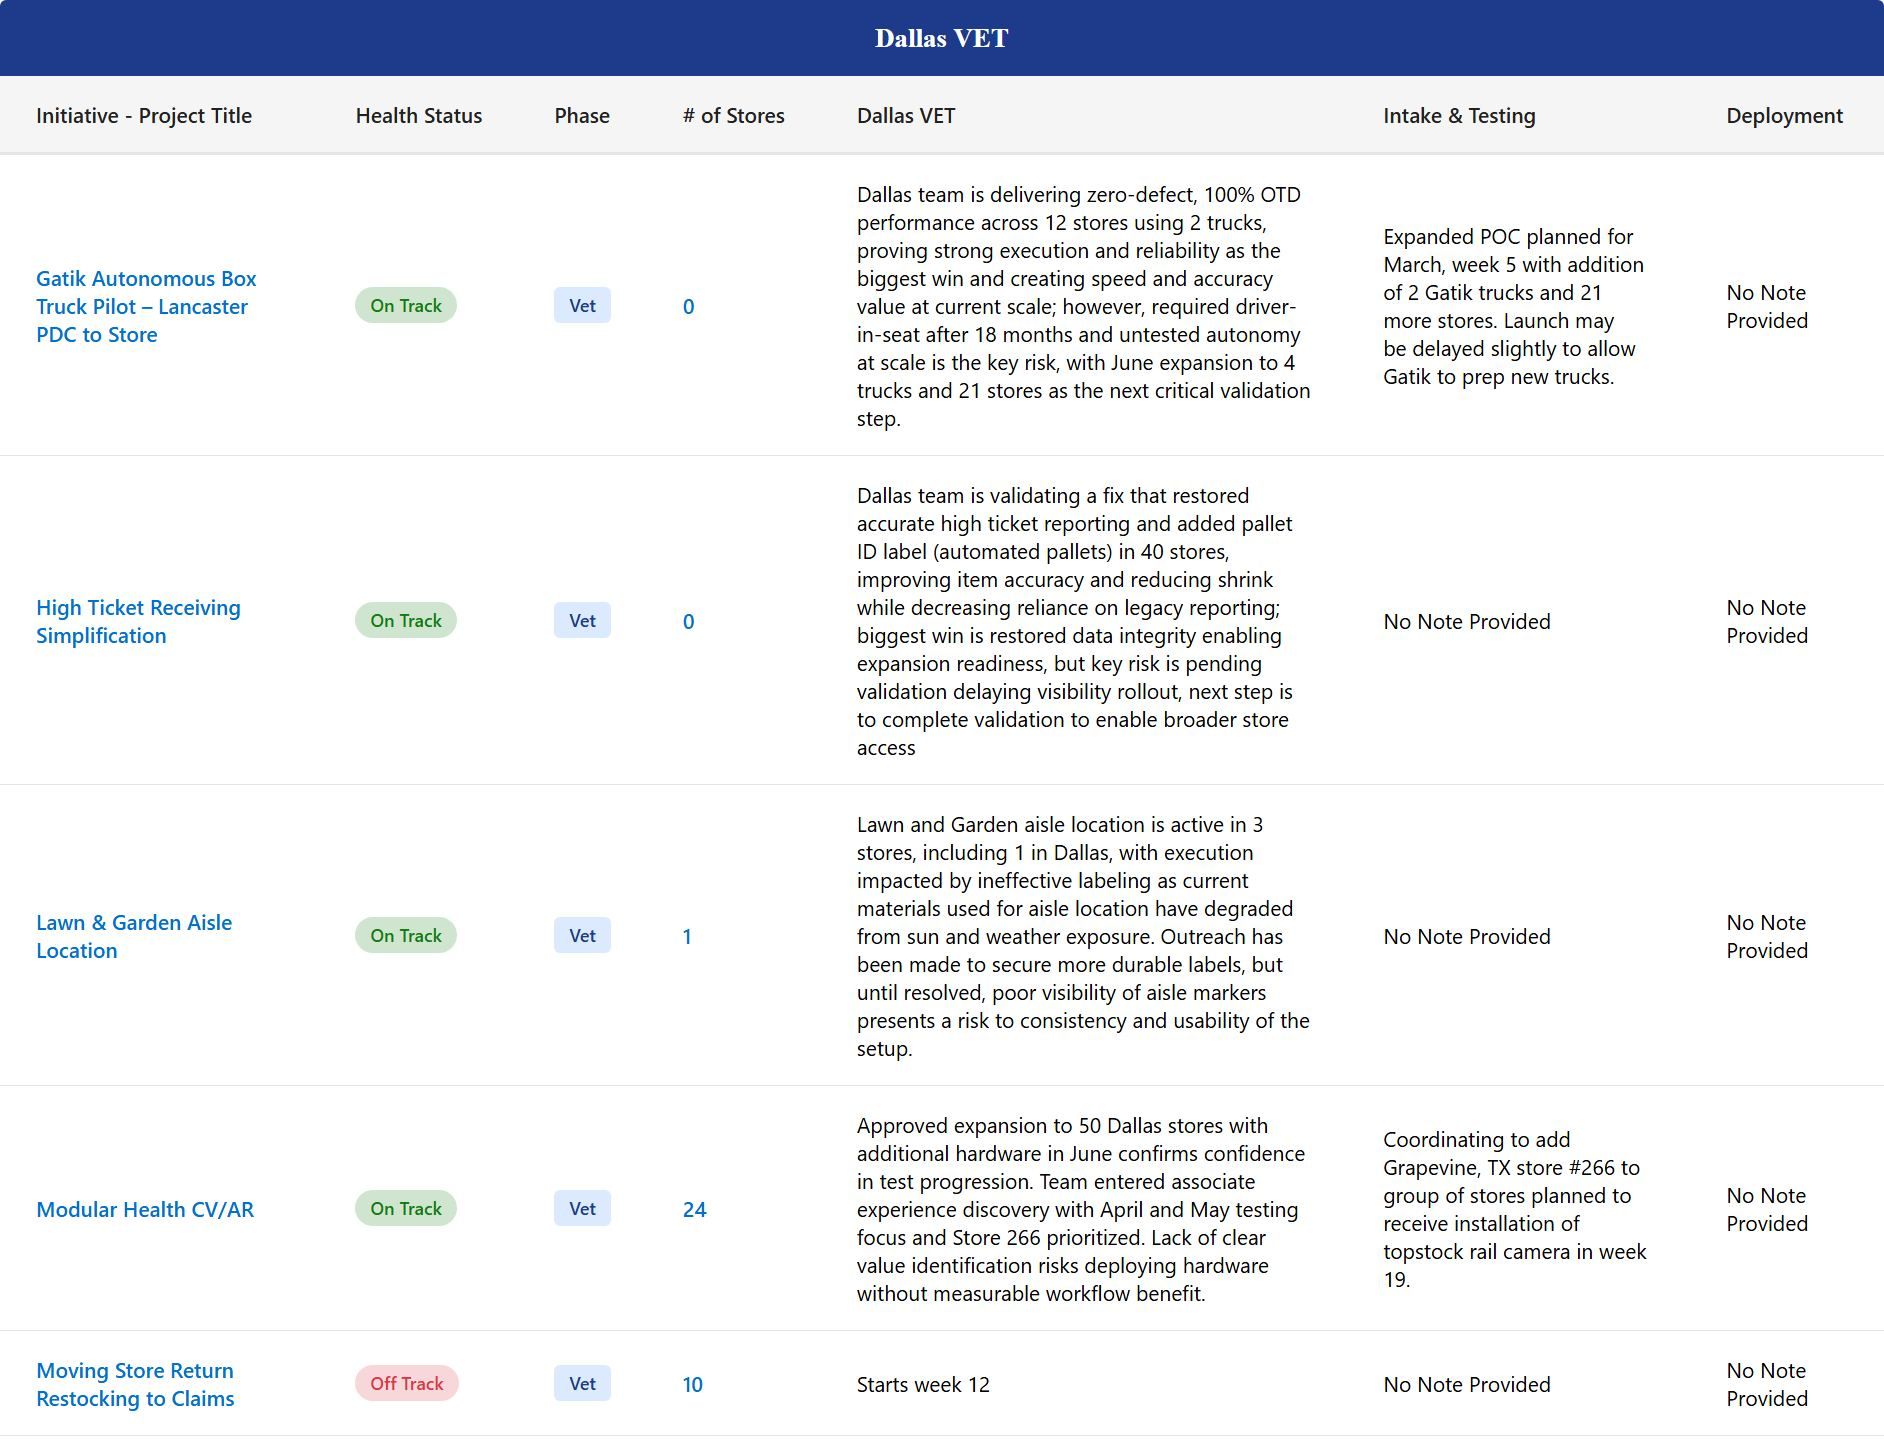 Dallas VET
Initiative - Project Title
Health Status
Phase
# of Stores
Dallas VET
Intake & Testing
Deployment
Gatik Autonomous Box
Truck Pilot – Lancaster
PDC to Store
On Track
Vet
0
Dallas team is delivering zero-defect, 100% OTD
performance across 12 stores using 2 trucks,
proving strong execution and reliability as the
biggest win and creating speed and accuracy
value at current scale; however, required driver-
in-seat after 18 months and untested autonomy
at scale is the key risk, with June expansion to 4
trucks and 21 stores as the next critical validation
step.
Expanded POC planned for
March, week 5 with addition
of 2 Gatik trucks and 21
more stores. Launch may
be delayed slightly to allow
Gatik to prep new trucks.
No Note
Provided
High Ticket Receiving
Simplification
On Track
Vet
0
Dallas team is validating a fix that restored
accurate high ticket reporting and added pallet
ID label (automated pallets) in 40 stores,
improving item accuracy and reducing shrink
while decreasing reliance on legacy reporting;
biggest win is restored data integrity enabling
expansion readiness, but key risk is pending
validation delaying visibility rollout, next step is
to complete validation to enable broader store
access
No Note Provided
No Note
Provided
Lawn & Garden Aisle
Location
On Track
Vet
1
Lawn and Garden aisle location is active in 3
stores, including 1 in Dallas, with execution
impacted by ineffective labeling as current
materials used for aisle location have degraded
from sun and weather exposure. Outreach has
been made to secure more durable labels, but
until resolved, poor visibility of aisle markers
presents a risk to consistency and usability of the
setup.
No Note Provided
No Note
Provided
Modular Health CV/AR
On Track
Vet
24
Approved expansion to 50 Dallas stores with
additional hardware in June confirms confidence
in test progression. Team entered associate
experience discovery with April and May testing
focus and Store 266 prioritized. Lack of clear
value identification risks deploying hardware
without measurable workflow benefit.
Coordinating to add
Grapevine, TX store #266 to
group of stores planned to
receive installation of
topstock rail camera in week
19.
No Note
Provided
Moving Store Return
Restocking to Claims
Off Track
Vet
10
Starts week 12
No Note Provided
No Note
Provided